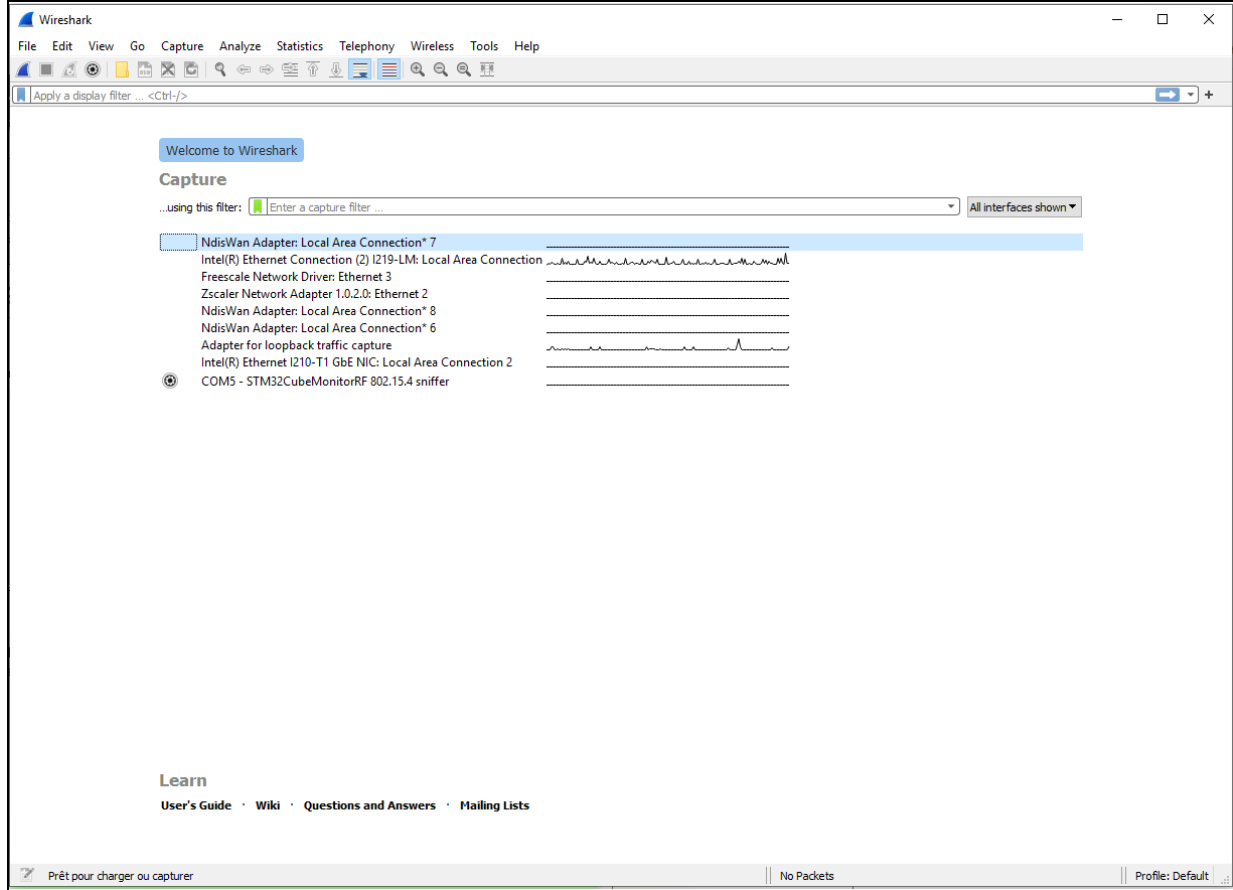 Wireshark
File Edit View Go Capture Analyze Statistics Telephony Wireless Tools Help
Apply a display filter ... <Ctrl-/>
+
Welcome to Wireshark
Capture
...using this filter: Enter a capture filter ... All interfaces shown
NdisWan Adapter: Local Area Connection* 7
Intel(R) Ethernet Connection (2) I219-LM: Local Area Connection
Freescale Network Driver: Ethernet 3
Zscaler Network Adapter 1.0.2.0: Ethernet 2
NdisWan Adapter: Local Area Connection* 8
NdisWan Adapter: Local Area Connection* 6
Adapter for loopback traffic capture
Intel(R) Ethernet I210-T1 GbE NIC: Local Area Connection 2
COM5 - STM32CubeMonitorRF 802.15.4 sniffer
Learn
User's Guide · Wiki · Questions and Answers · Mailing Lists
Prêt pour charger ou capturer No Packets Profile: Default